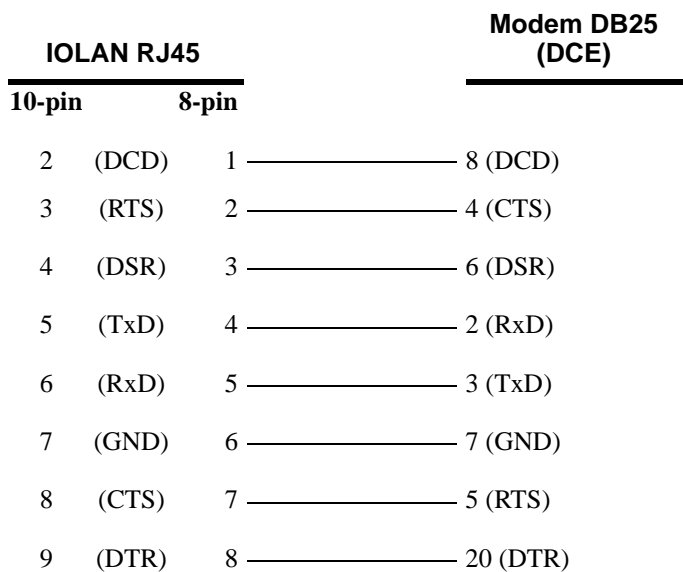 IOLAN RJ45
Modem DB25
(DCE)
10-pin 8-pin
2 (DCD) 1 8 (DCD)
3 (RTS) 2 4 (CTS)
4 (DSR) 3 6 (DSR)
5 (TxD) 4 2 (RxD)
6 (RxD) 5 3 (TxD)
7 (GND) 6 7 (GND)
8 (CTS) 7 5 (RTS)
9 (DTR) 8 20 (DTR)